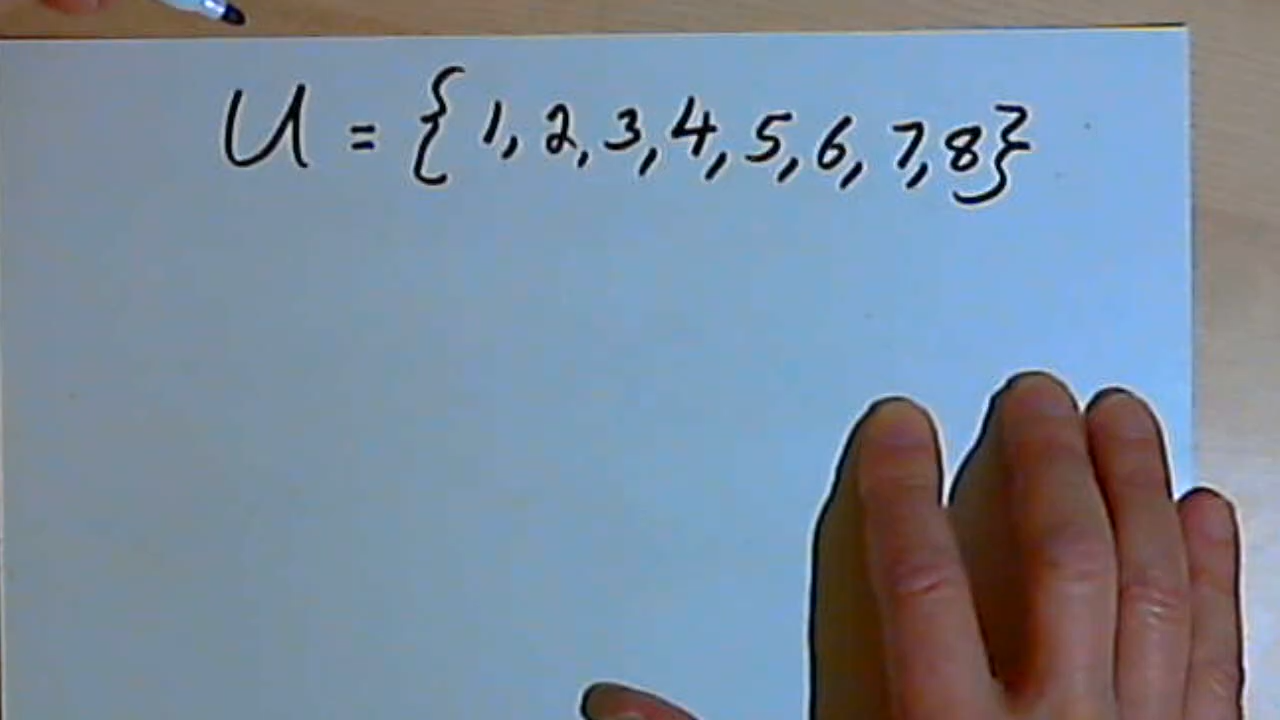 U = {1, 2, 3, 4, 5, 6, 7, 8}